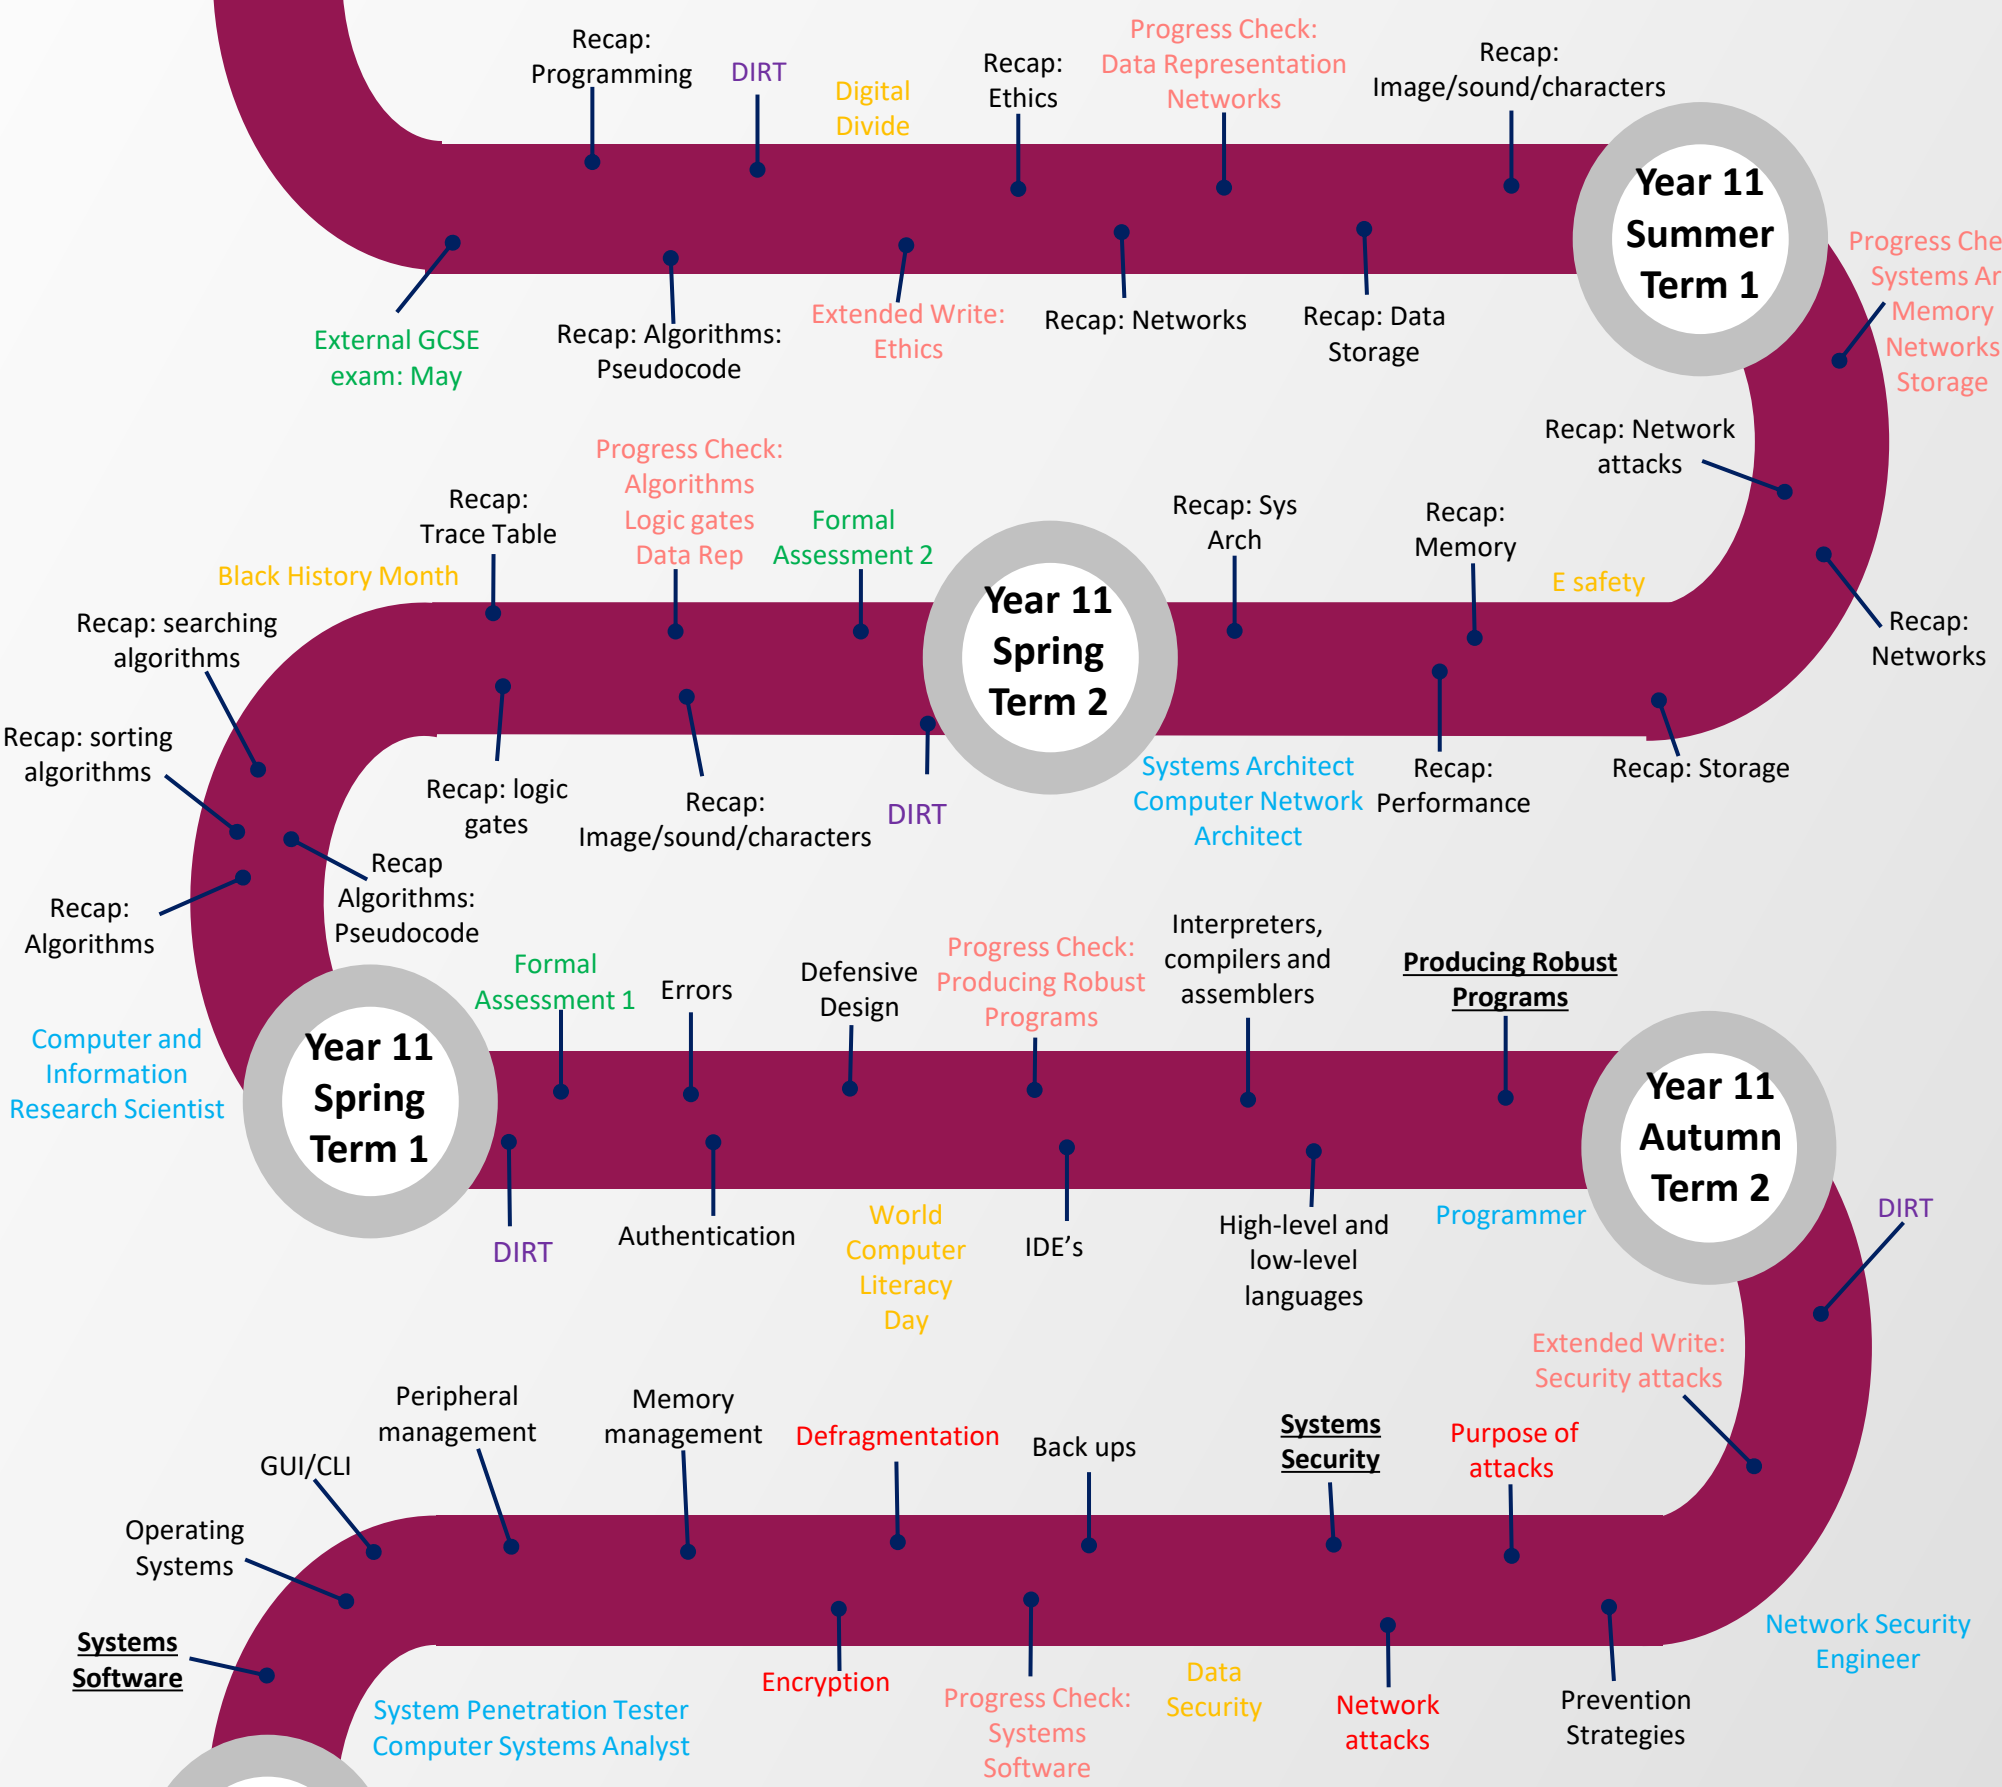 Recap:
Programming
DIRT
Digital
Divide
Recap:
Ethics
Progress Check:
Data Representation
Networks
Recap:
Image/sound/characters
Year 11
Summer
Term 1
External GCSE
exam: May
Recap: Algorithms:
Pseudocode
Extended Write:
Ethics
Recap: Networks
Recap: Data
Storage
Progress Che
Systems Ar
Memory
Networks
Storage
Recap: Network
attacks
Recap:
Networks
Black History Month
Recap:
Trace Table
Progress Check:
Algorithms
Logic gates
Data Rep
Formal
Assessment 2
Year 11
Spring
Term 2
Recap: Sys
Arch
Recap:
Memory
E safety
Recap: searching
algorithms
Recap: sorting
algorithms
Recap:
Algorithms
Recap
Algorithms:
Pseudocode
Recap: logic
gates
Recap:
Image/sound/characters
DIRT
Systems Architect
Computer Network
Architect
Recap:
Performance
Recap: Storage
Computer and
Information
Research Scientist
Year 11
Spring
Term 1
Formal
Assessment 1
Errors
Defensive
Design
Progress Check:
Producing Robust
Programs
Interpreters,
compilers and
assemblers
Producing Robust
Programs
Year 11
Autumn
Term 2
DIRT
Authentication
World
Computer
Literacy
Day
IDE's
High-level and
low-level
languages
Programmer
DIRT
Extended Write:
Security attacks
Systems
Software
Operating
Systems
GUI/CLI
Peripheral
management
Memory
management
Defragmentation
Back ups
Systems
Security
Purpose of
attacks
System Penetration Tester
Computer Systems Analyst
Encryption
Progress Check:
Systems
Software
Data
Security
Network
attacks
Prevention
Strategies
Network Security
Engineer